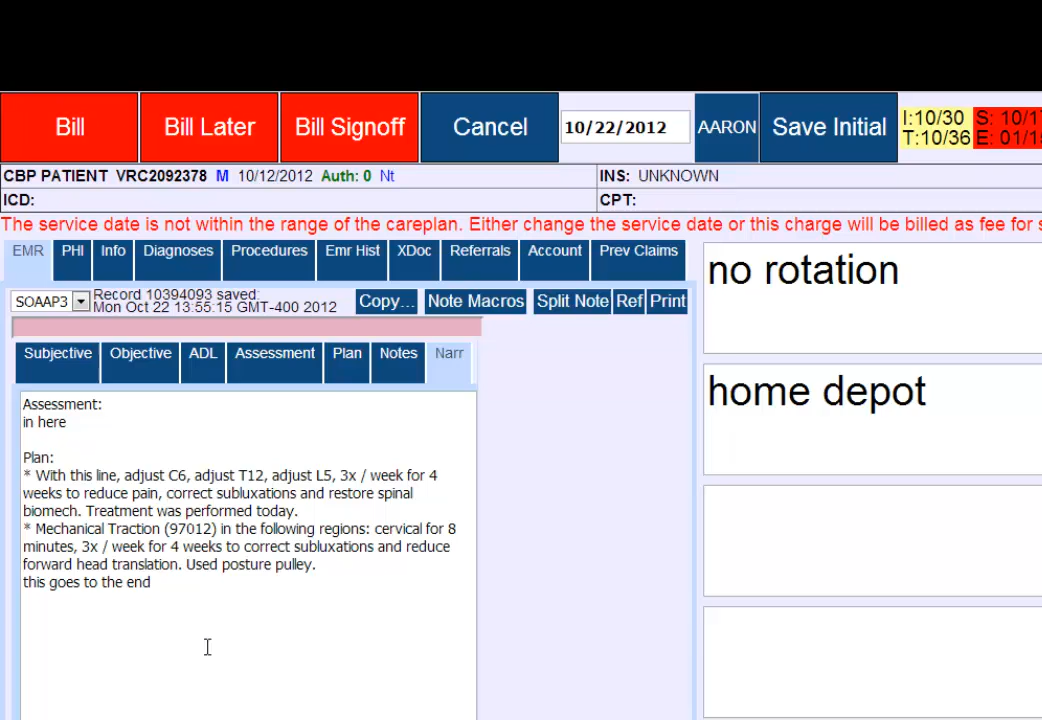 Bill
Bill Later
Bill Signoff
Cancel
10/22/2012
AARON
Save Initial
I:10/30 S: 10/1
T:10/36 E: 01/1
CBP PATIENT VRC2092378 M 10/12/2012 Auth: 0 Nt
INS: UNKNOWN
ICD:
CPT:
The service date is not within the range of the careplan. Either change the service date or this charge will be billed as fee for
EMR
PHI
Info
Diagnoses
Procedures
Emr Hist
XDoc
Referrals
Account
Prev Claims
no rotation
SOAAP3
Record 10394093 saved:
Mon Oct 22 13:55:15 GMT-400 2012
Copy...
Note Macros
Split Note
Ref
Print
Subjective
Objective
ADL
Assessment
Plan
Notes
Narr
home depot
Assessment:
in here
Plan:
* With this line, adjust C6, adjust T12, adjust L5, 3x / week for 4
weeks to reduce pain, correct subluxations and restore spinal
biomech. Treatment was performed today.
* Mechanical Traction (97012) in the following regions: cervical for 8
minutes, 3x / week for 4 weeks to correct subluxations and reduce
forward head translation. Used posture pulley.
this goes to the end